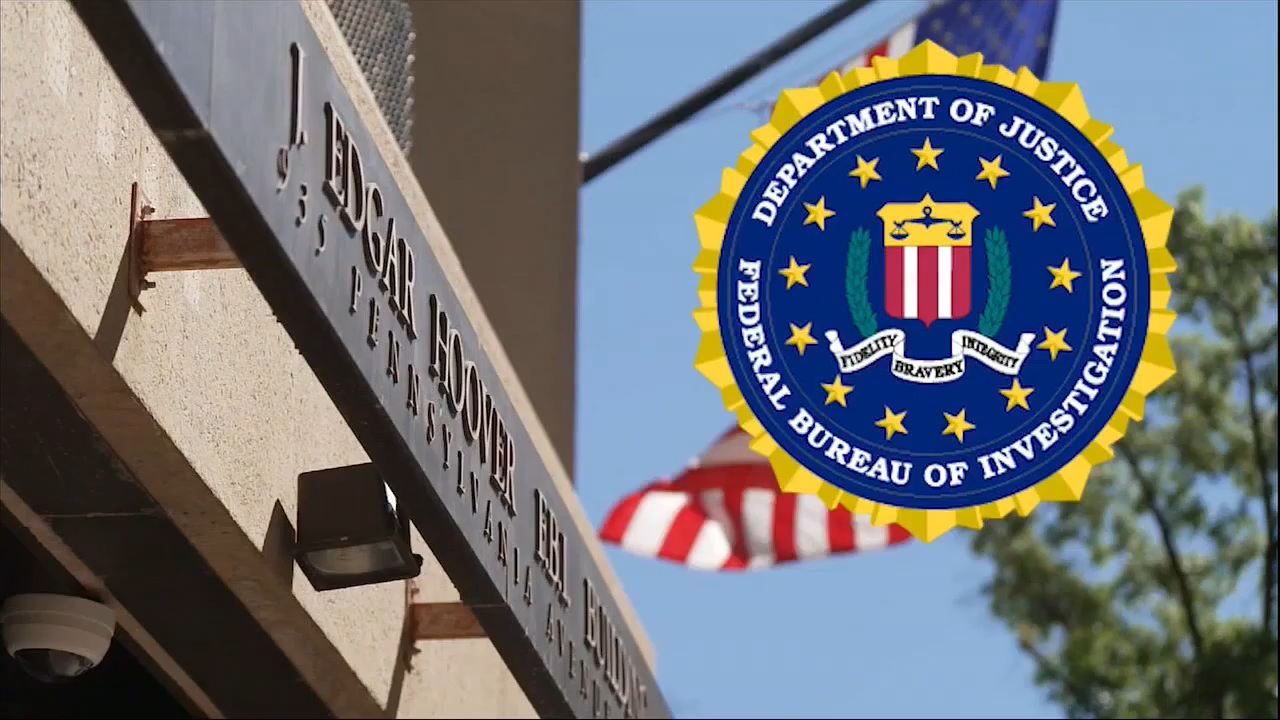 J. EDGAR HOOVER FBI BUILDING
935 PENNSYLVANIA AVENUE
DEPARTMENT OF JUSTICE
FEDERAL BUREAU OF INVESTIGATION
FIDELITY
BRAVERY
INTEGRITY